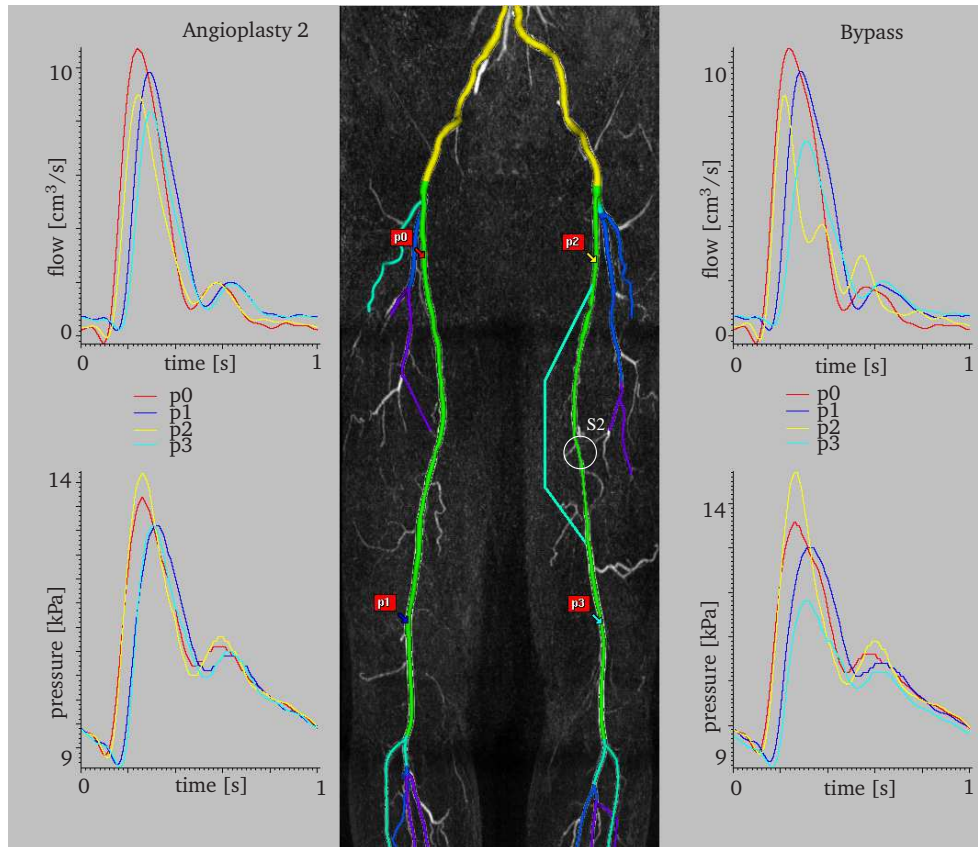 Angioplasty 2
flow [cm³/s]
10
0
0
time [s]
1
p0
p1
p2
p3
pressure [kPa]
14
9
0
time [s]
1
p0
p2
S2
p1
p3
Bypass
flow [cm³/s]
10
0
0
time [s]
1
p0
p1
p2
p3
pressure [kPa]
14
9
0
time [s]
1